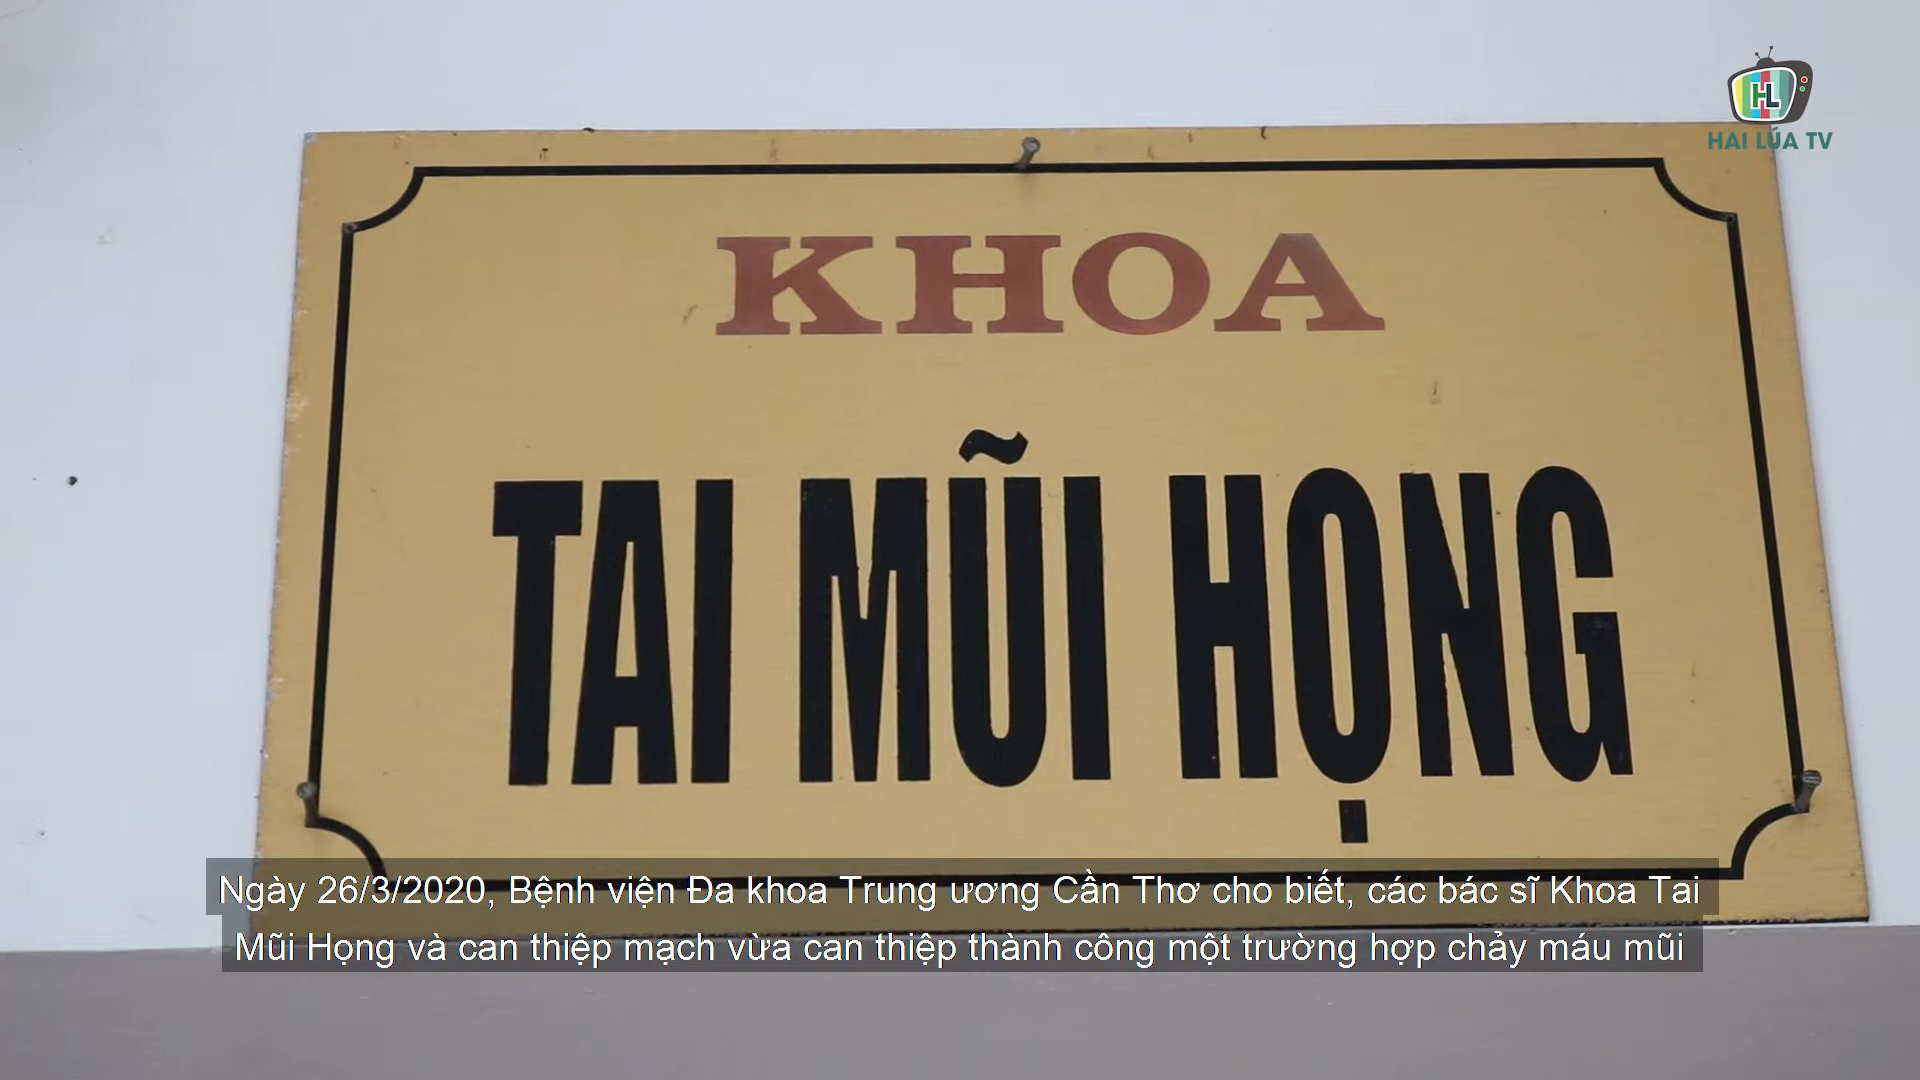 HL
HAI LÚA TV
KHOA
TAI MŨI HỌNG
Ngày 26/3/2020, Bệnh viện Đa khoa Trung ương Cần Thơ cho biết, các bác sĩ Khoa Tai
Mũi Họng và can thiệp mạch vừa can thiệp thành công một trường hợp chảy máu mũi